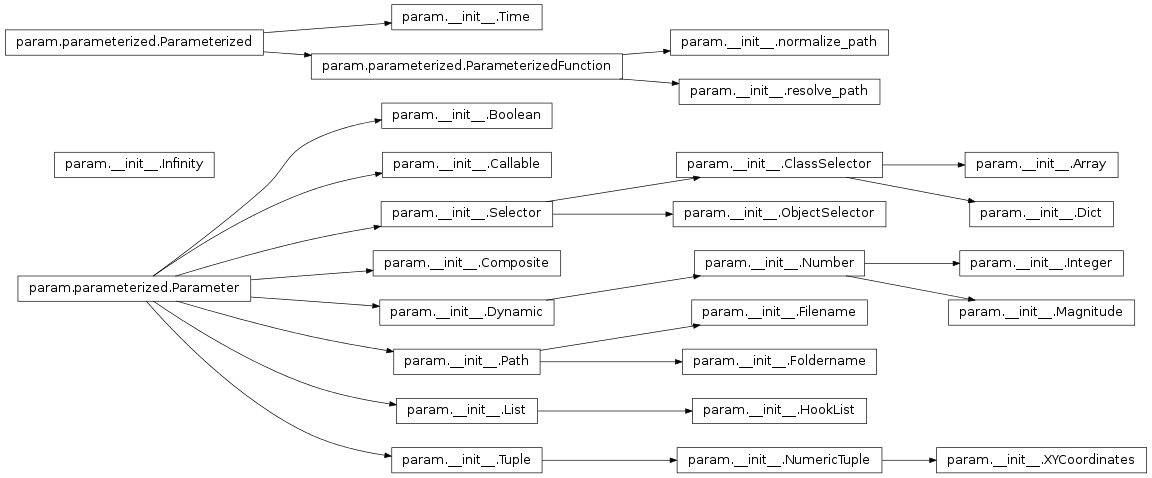 param.__init__.Time
param.parameterized.Parameterized
param.__init__.normalize_path
param.parameterized.ParameterizedFunction
param.__init__.resolve_path
param.__init__.Boolean
param.__init__.Infinity
param.__init__.Callable
param.__init__.ClassSelector
param.__init__.Array
param.__init__.Selector
param.__init__.ObjectSelector
param.__init__.Dict
param.__init__.Composite
param.__init__.Number
param.__init__.Integer
param.parameterized.Parameter
param.__init__.Dynamic
param.__init__.Filename
param.__init__.Magnitude
param.__init__.Path
param.__init__.Foldername
param.__init__.List
param.__init__.HookList
param.__init__.Tuple
param.__init__.NumericTuple
param.__init__.XYCoordinates